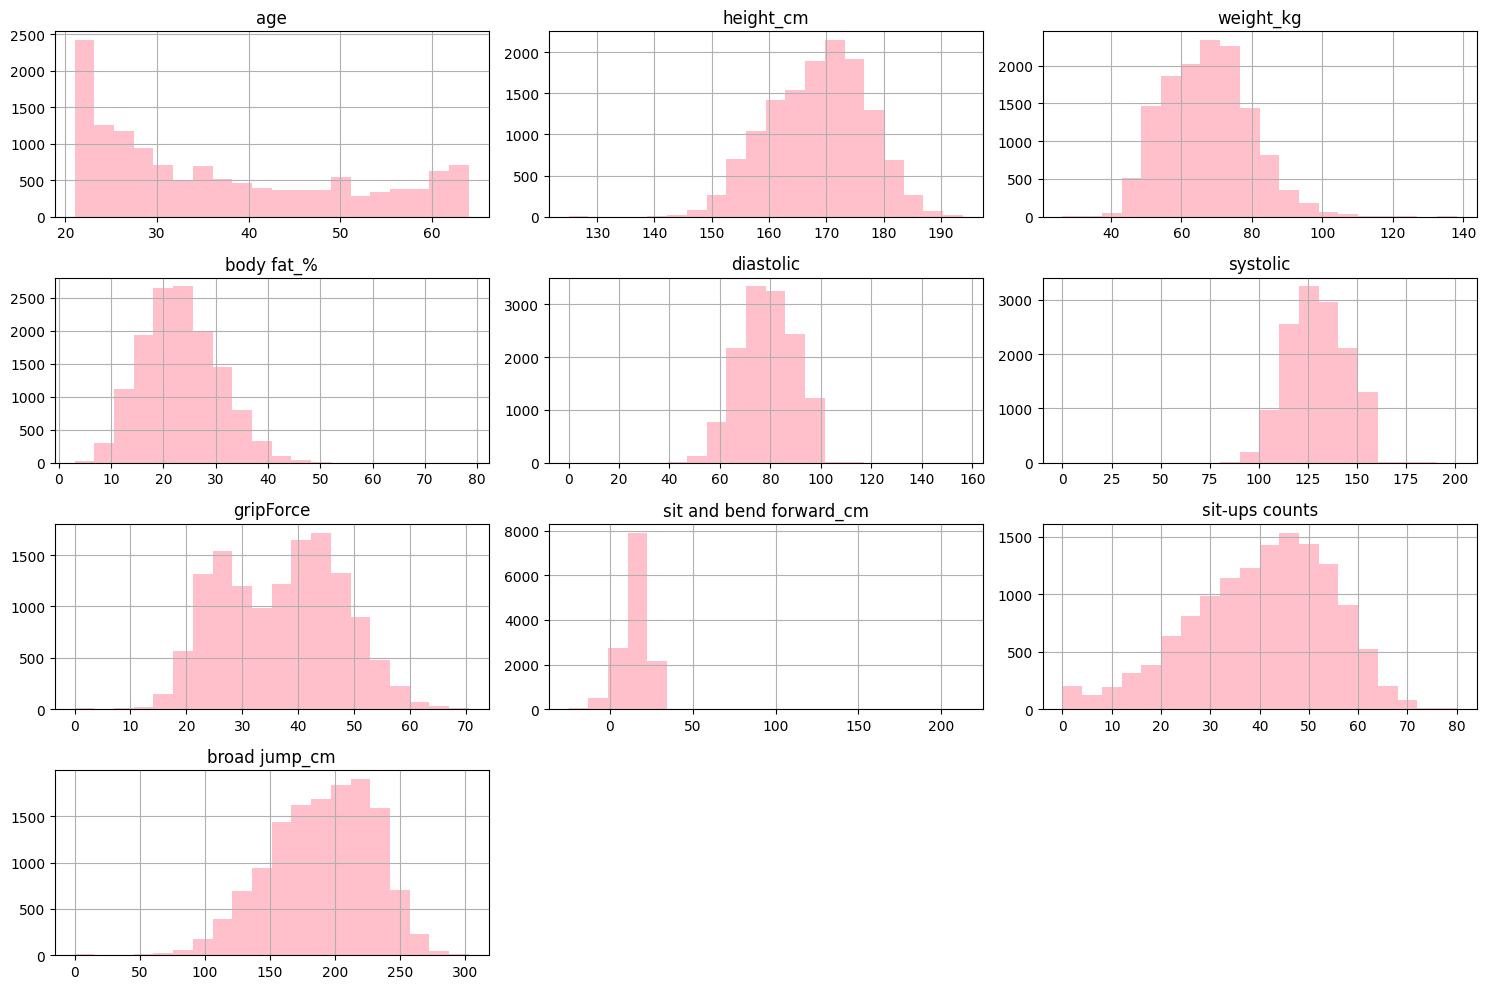 age
2500
2000
1500
1000
500
0
20 30 40 50 60
height_cm
2000
1500
1000
500
0
130 140 150 160 170 180 190
weight_kg
2000
1500
1000
500
0
40 60 80 100 120 140
body fat_%
2500
2000
1500
1000
500
0
0 10 20 30 40 50 60 70 80
diastolic
3000
2000
1000
0
0 20 40 60 80 100 120 140 160
systolic
3000
2000
1000
0
0 25 50 75 100 125 150 175 200
gripForce
1500
1000
500
0
0 10 20 30 40 50 60 70
sit and bend forward_cm
8000
6000
4000
2000
0
0 50 100 150 200
sit-ups counts
1500
1000
500
0
0 10 20 30 40 50 60 70 80
broad jump_cm
1500
1000
500
0
0 50 100 150 200 250 300